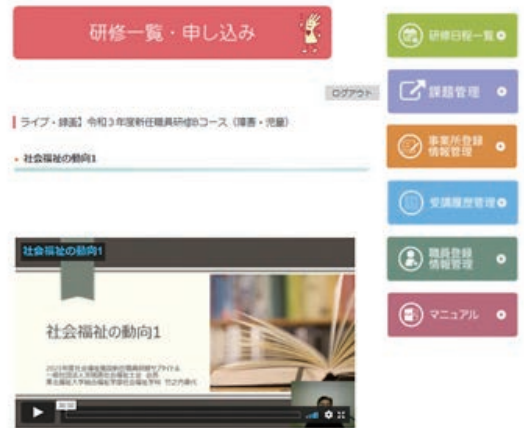 研修一覧・申し込み
ログアウト
ライブ・録画】令和3年度新任職員研修Bコース（障害・児童）
社会福祉の動向1
社会福祉の動向1
社会福祉の動向1
研修日程一覧
課題管理
事業所登録
情報管理
受講履歴管理
職員登録
情報管理
マニュアル